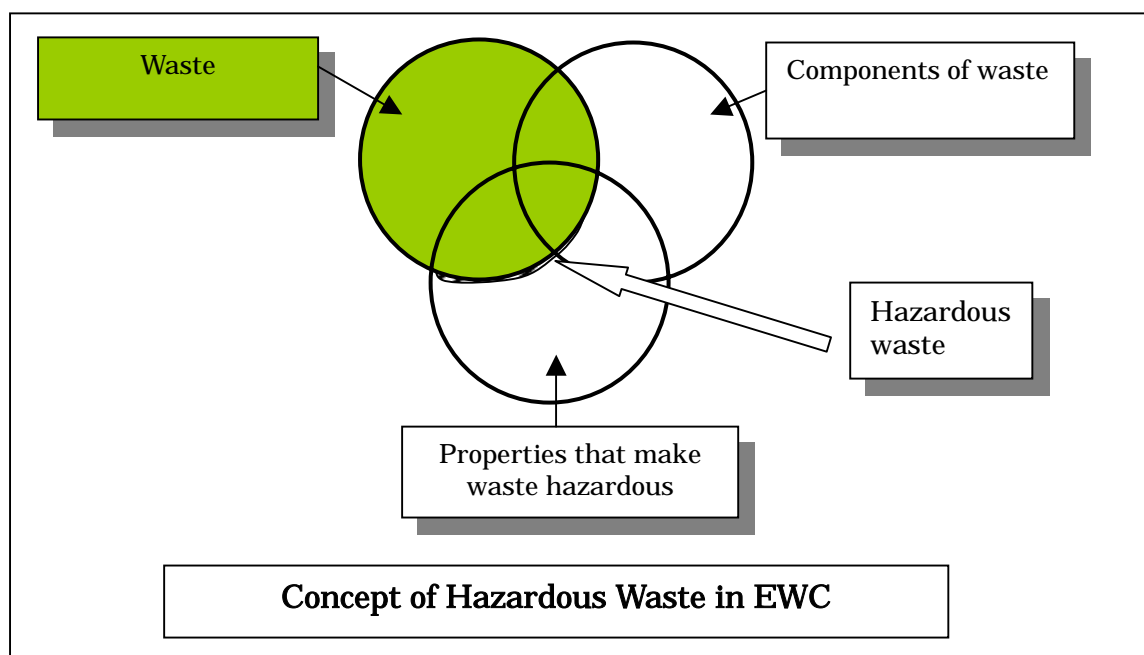 Waste
Components of waste
Hazardous
waste
Properties that make
waste hazardous
Concept of Hazardous Waste in EWC